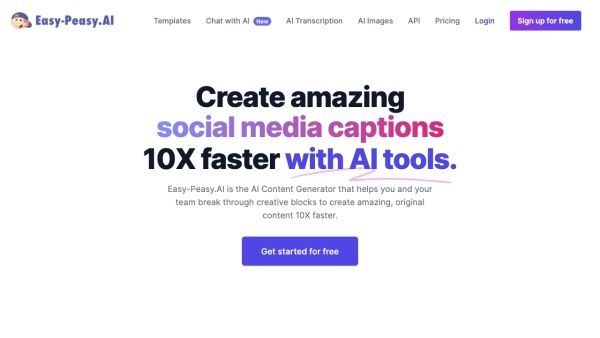 Easy-Peasy.AI
Templates Chat with AI New AI Transcription AI Images API Pricing Login Sign up for free
Create amazing
social media captions
10X faster with AI tools.
Easy-Peasy.AI is the AI Content Generator that helps you and your
team break through creative blocks to create amazing, original
content 10X faster.
Get started for free